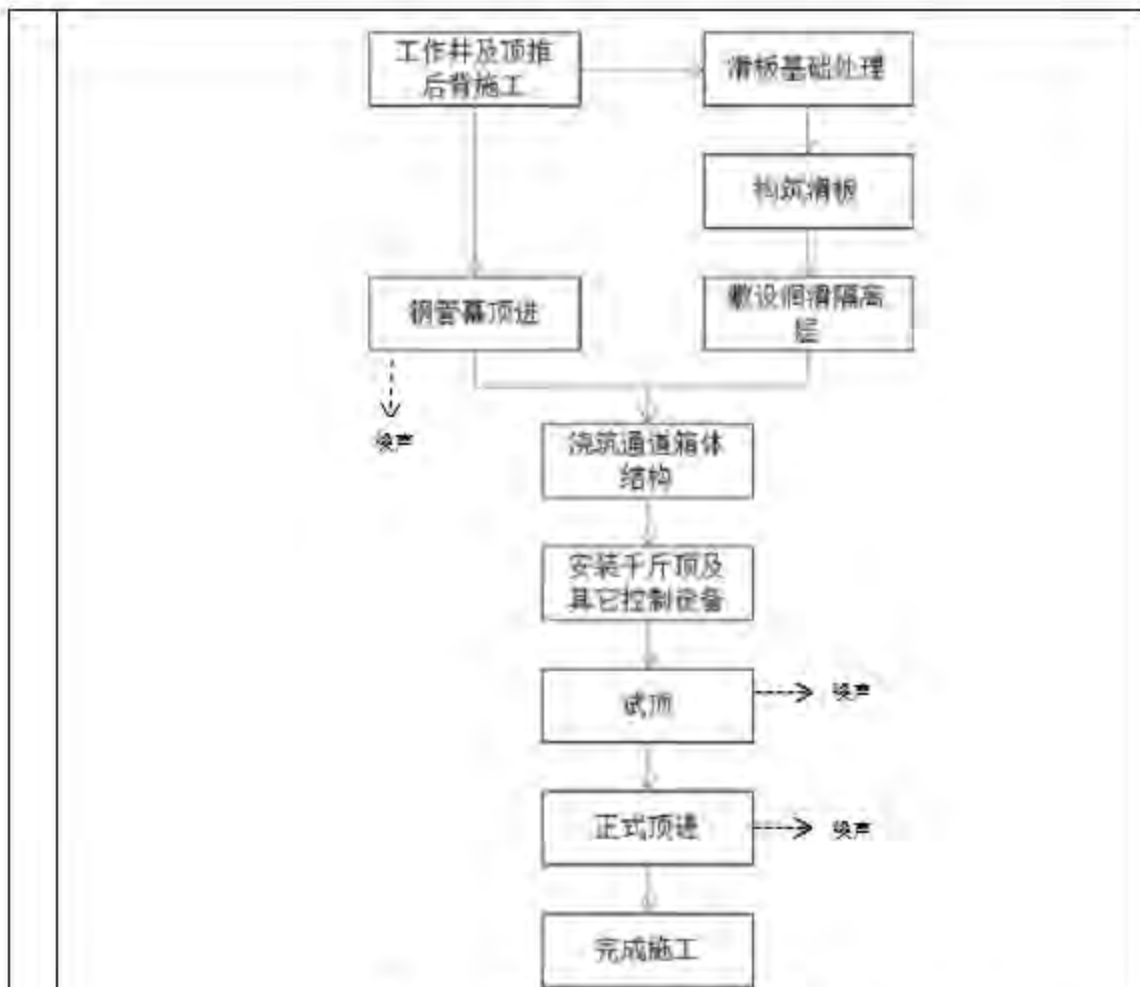 工作井及顶推
后背施工
滑板基础处理
构筑滑板
钢管幕顶进
敷设润滑隔离
层
噪声
浇筑通道箱体
结构
安装千斤顶及
其它控制设备
试顶
噪声
正式顶进
噪声
完成施工